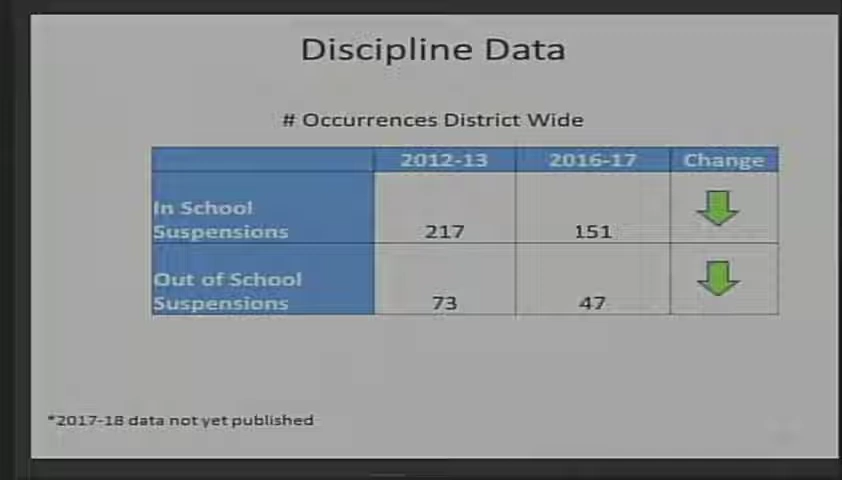 Discipline Data
# Occurrences District Wide
2012-13 2016-17 Change
In School
Suspensions 217 151
Out of School
Suspensions 73 47
*2017-18 data not yet published